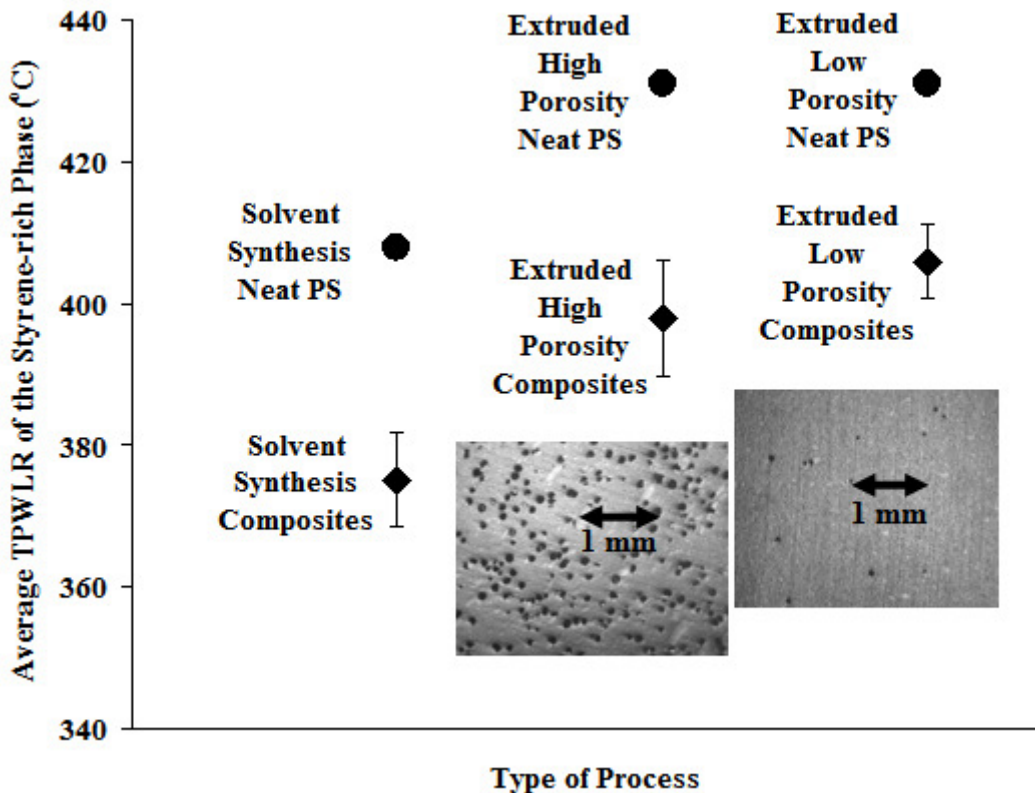 Average TPWLR of the Styrene-rich Phase (°C)
440
420
400
380
360
340
Solvent
Synthesis
Neat PS
Solvent
Synthesis
Composites
Extruded
High
Porosity
Neat PS
Extruded
High
Porosity
Composites
1 mm
Extruded
Low
Porosity
Neat PS
Extruded
Low
Porosity
Composites
1 mm
Type of Process